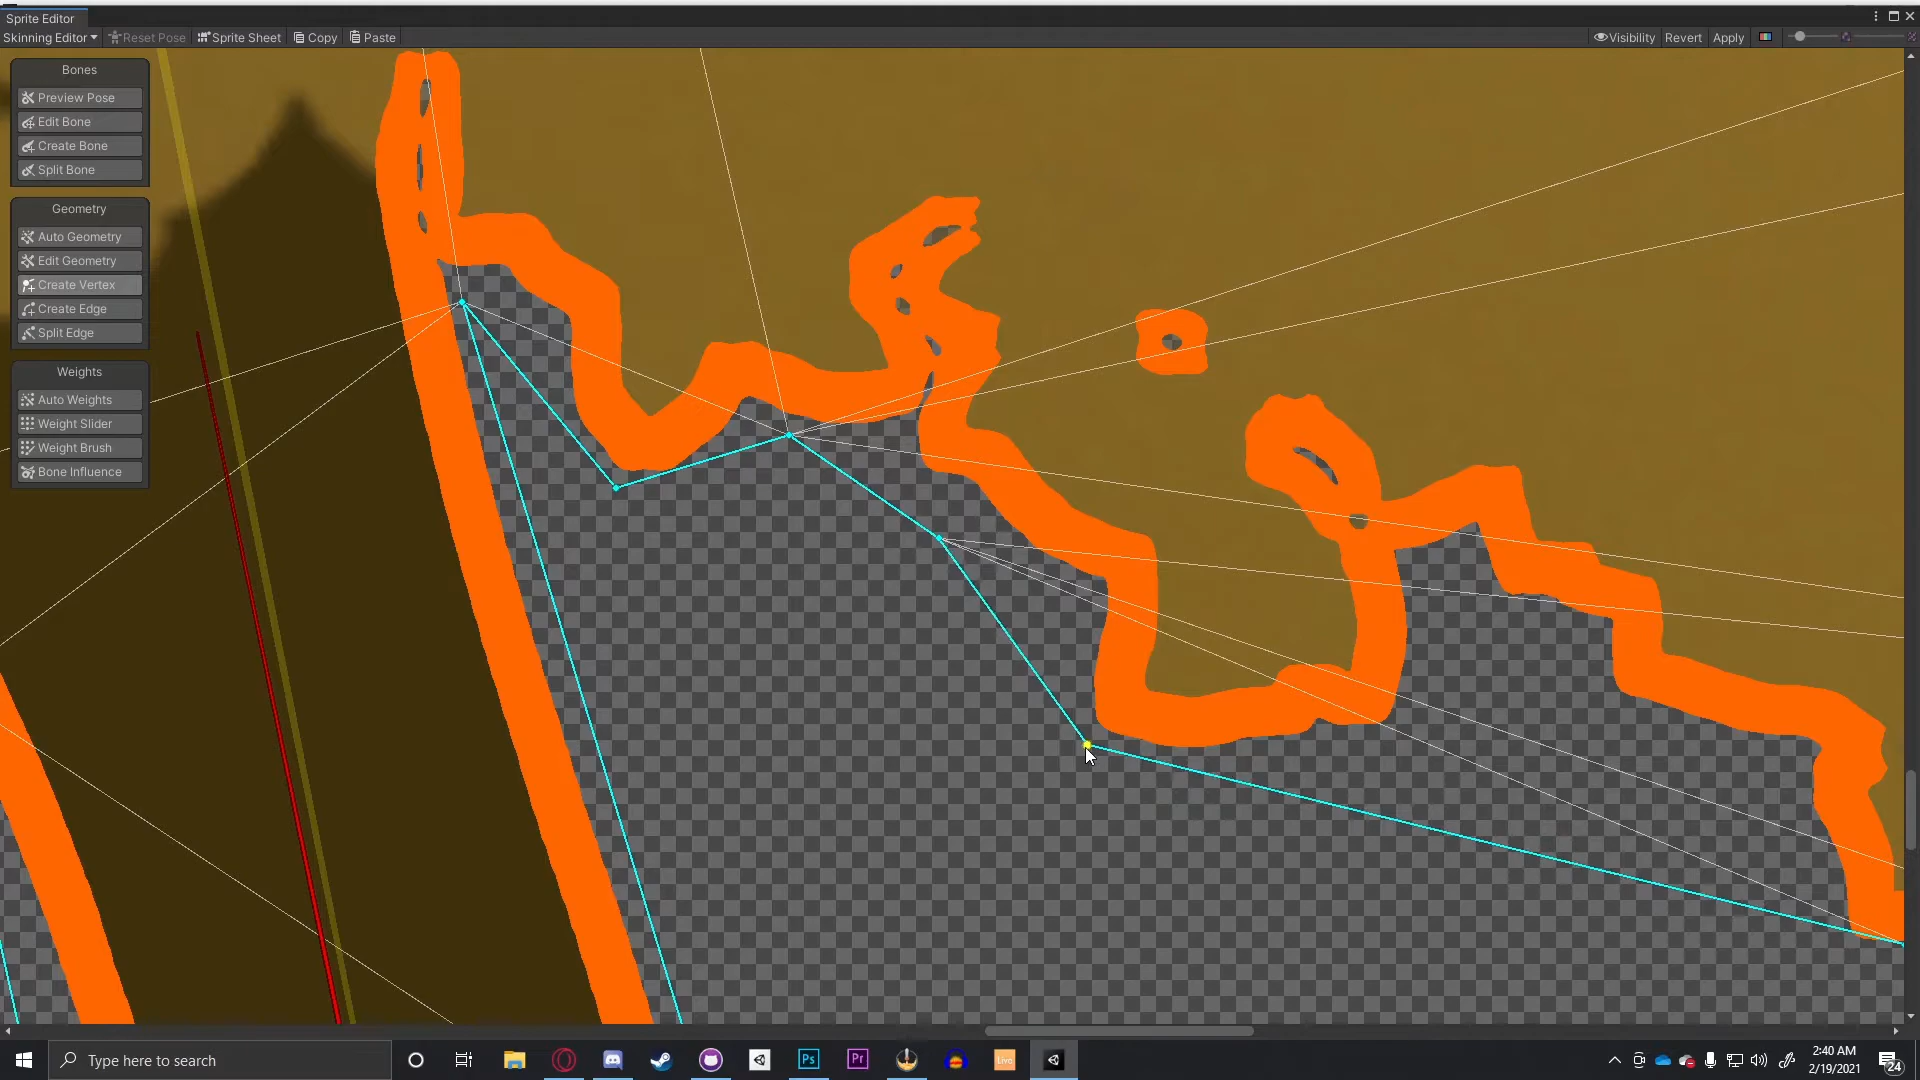 Sprite Editor
Skinning Editor Reset Pose Sprite Sheet Copy Paste Visibility Revert Apply
Bones
Preview Pose
Edit Bone
Create Bone
Split Bone
Geometry
Auto Geometry
Edit Geometry
Create Vertex
Create Edge
Split Edge
Weights
Auto Weights
Weight Slider
Weight Brush
Bone Influence
Type here to search
Ps
Pr
Live
2:40 AM
2/19/2021
24